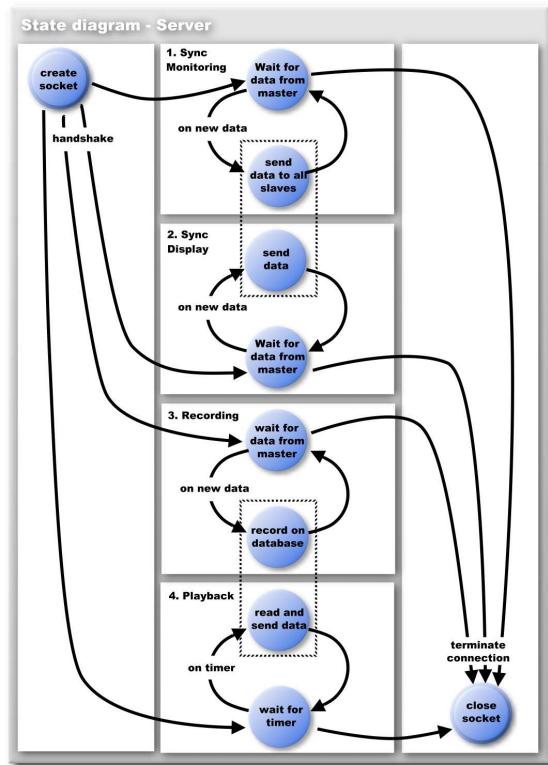 State diagram - Server
create
socket
handshake
1. Sync
Monitoring
Wait for
data from
master
on new data
send
data to all
slaves
2. Sync
Display
send
data
on new data
Wait for
data from
master
3. Recording
wait for
data from
master
on new data
record on
database
4. Playback
read and
send data
on timer
wait for
timer
terminate
connection
close
socket